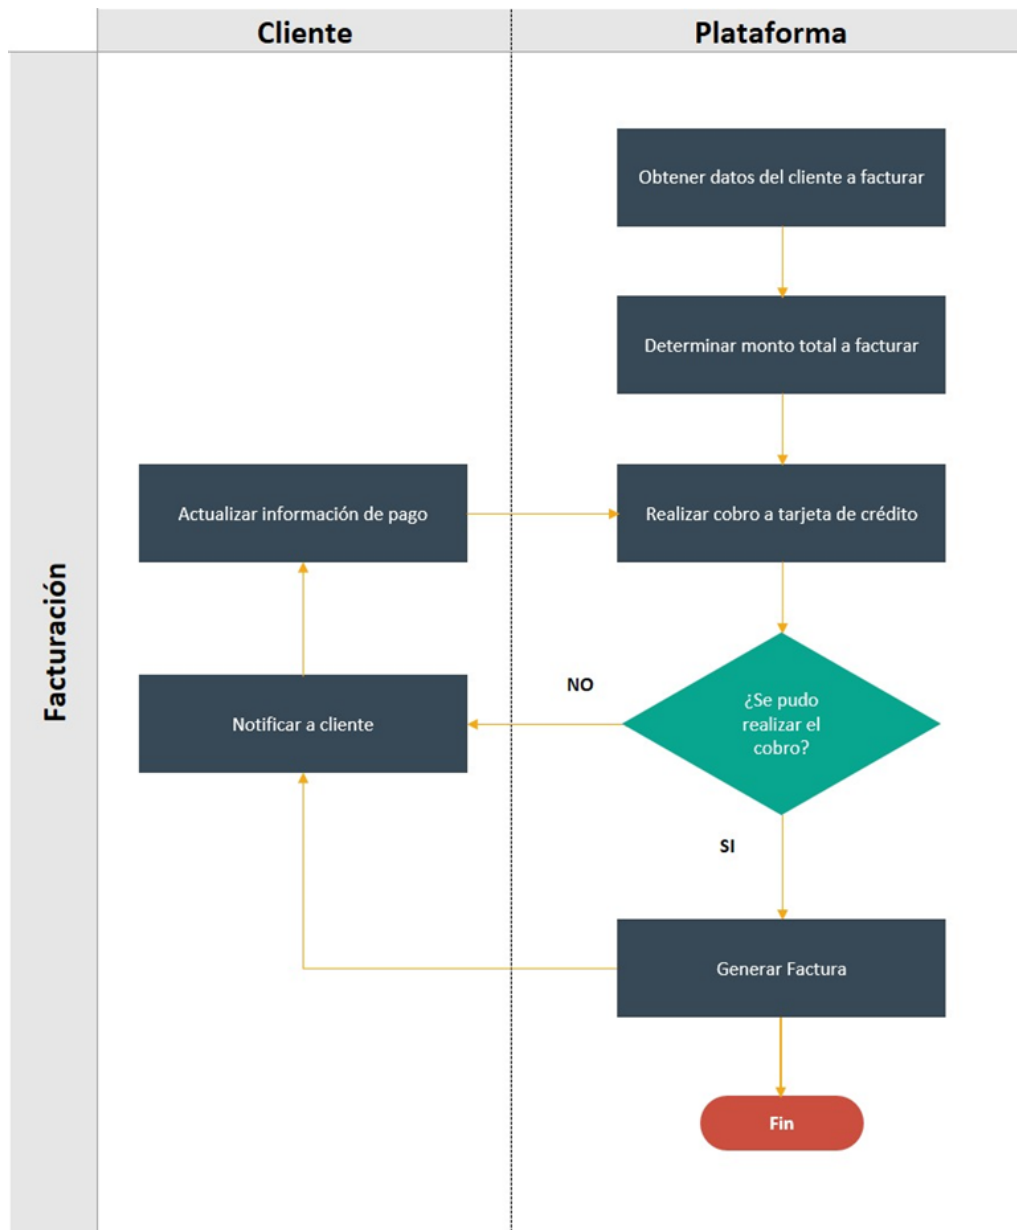 Cliente
Plataforma
Facturación
Obtener datos del cliente a facturar
Determinar monto total a facturar
Actualizar información de pago
Realizar cobro a tarjeta de crédito
NO
Notificar a cliente
¿Se pudo
realizar el
cobro?
SI
Generar Factura
Fin